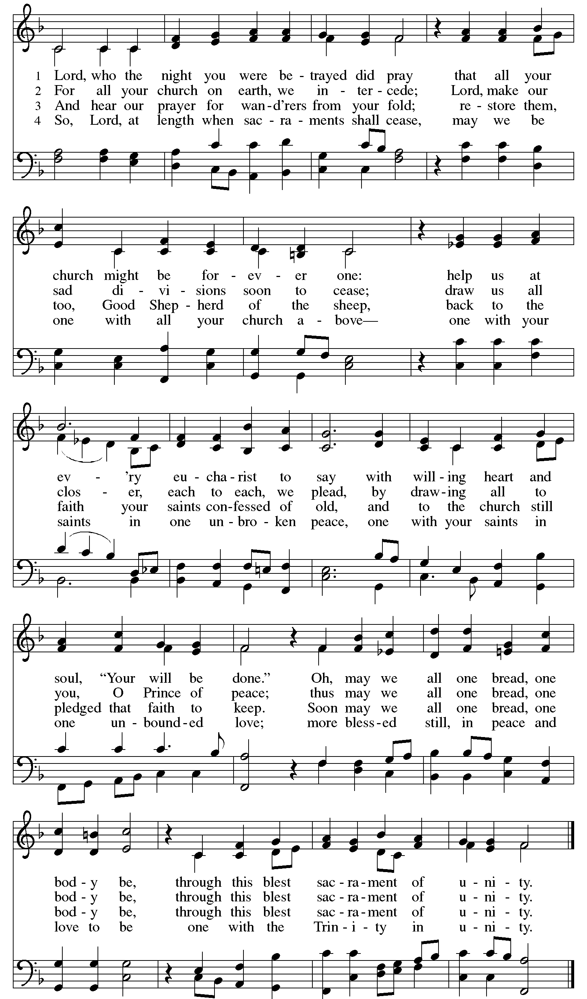 1 Lord, who the night you were be - trayed did pray that all your
2 For all your church on earth, we in - ter - cede; Lord, make our
3 And hear our prayer for wan - d'rers from your fold; re - store them,
4 So, Lord, at length when sac - ra - ments shall cease, may we be
church might be for - ev - er one: help us at
sad di - vi - sions soon to cease; draw us all
too, Good Shep - herd of the sheep, back to the
one with all your church a - bove— one with your
ev - 'ry eu - cha - rist to say with will - ing heart and
clos - er, each to each, we plead, by draw - ing all to
faith your saints con - fessed of old, and to the church still
saints in one un - bro - ken peace, one with your saints in
soul, “Your will be done.” Oh, may we all one bread, one
you, O Prince of peace; thus may we all one bread, one
pledged that faith to keep. Soon may we all one bread, one
one un - bound - ed love; more bless - ed still, in peace and
bod - y be, through this blest sac - ra - ment of u - ni - ty.
bod - y be, through this blest sac - ra - ment of u - ni - ty.
bod - y be, through this blest sac - ra - ment of u - ni - ty.
love to be one with the Trin - i - ty in u - ni - ty.